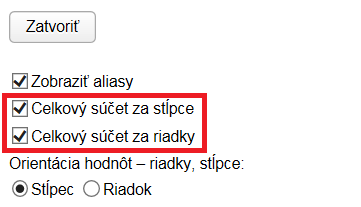 Zatvoriť
Zobraziť aliasy
Celkový súčet za stĺpce
Celkový súčet za riadky
Orientácia hodnôt – riadky, stĺpce:
Stĺpec Riadok